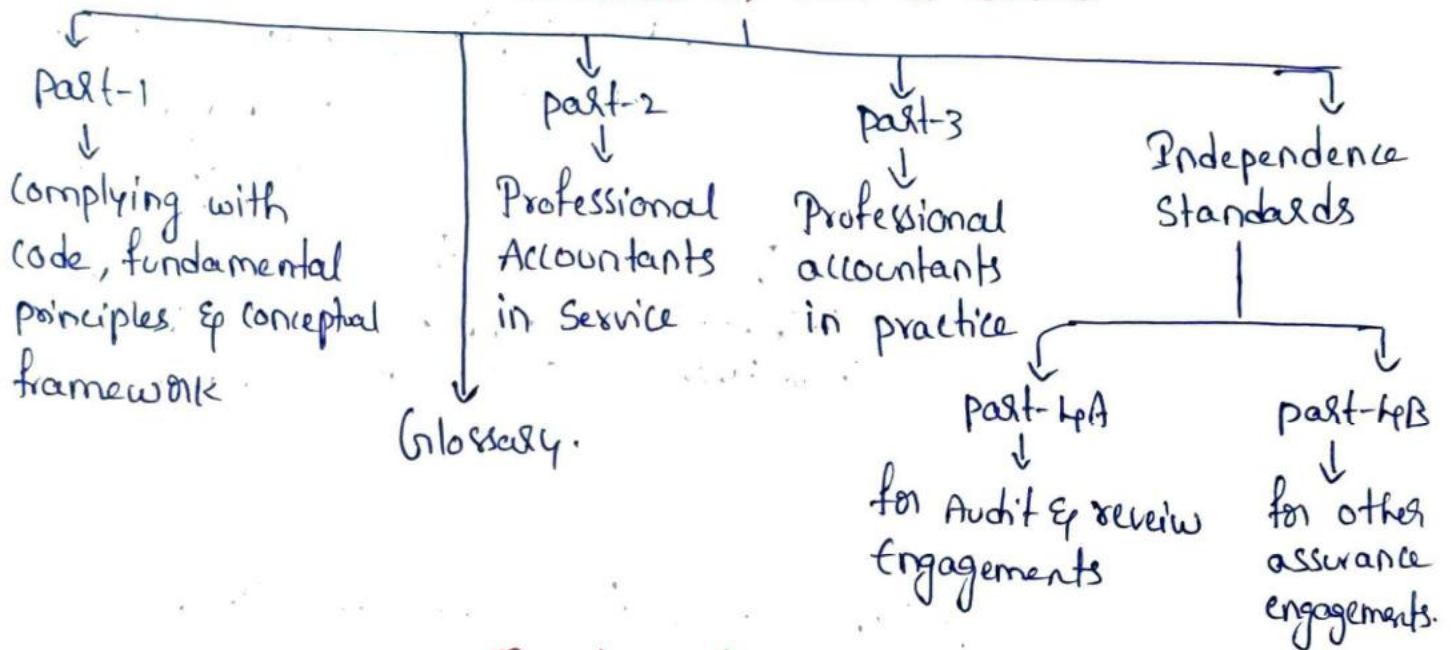 Part-1
↓
Complying with
code, fundamental
principles & conceptual
framework
Glossary.
part-2
↓
Professional
Accountants
in Service
part-3
↓
Professional
accountants
in practice
Independence
Standards
part-4A
↓
for Audit & reveiw
Engagements
part-4B
↓
for other
assurance
engagements.